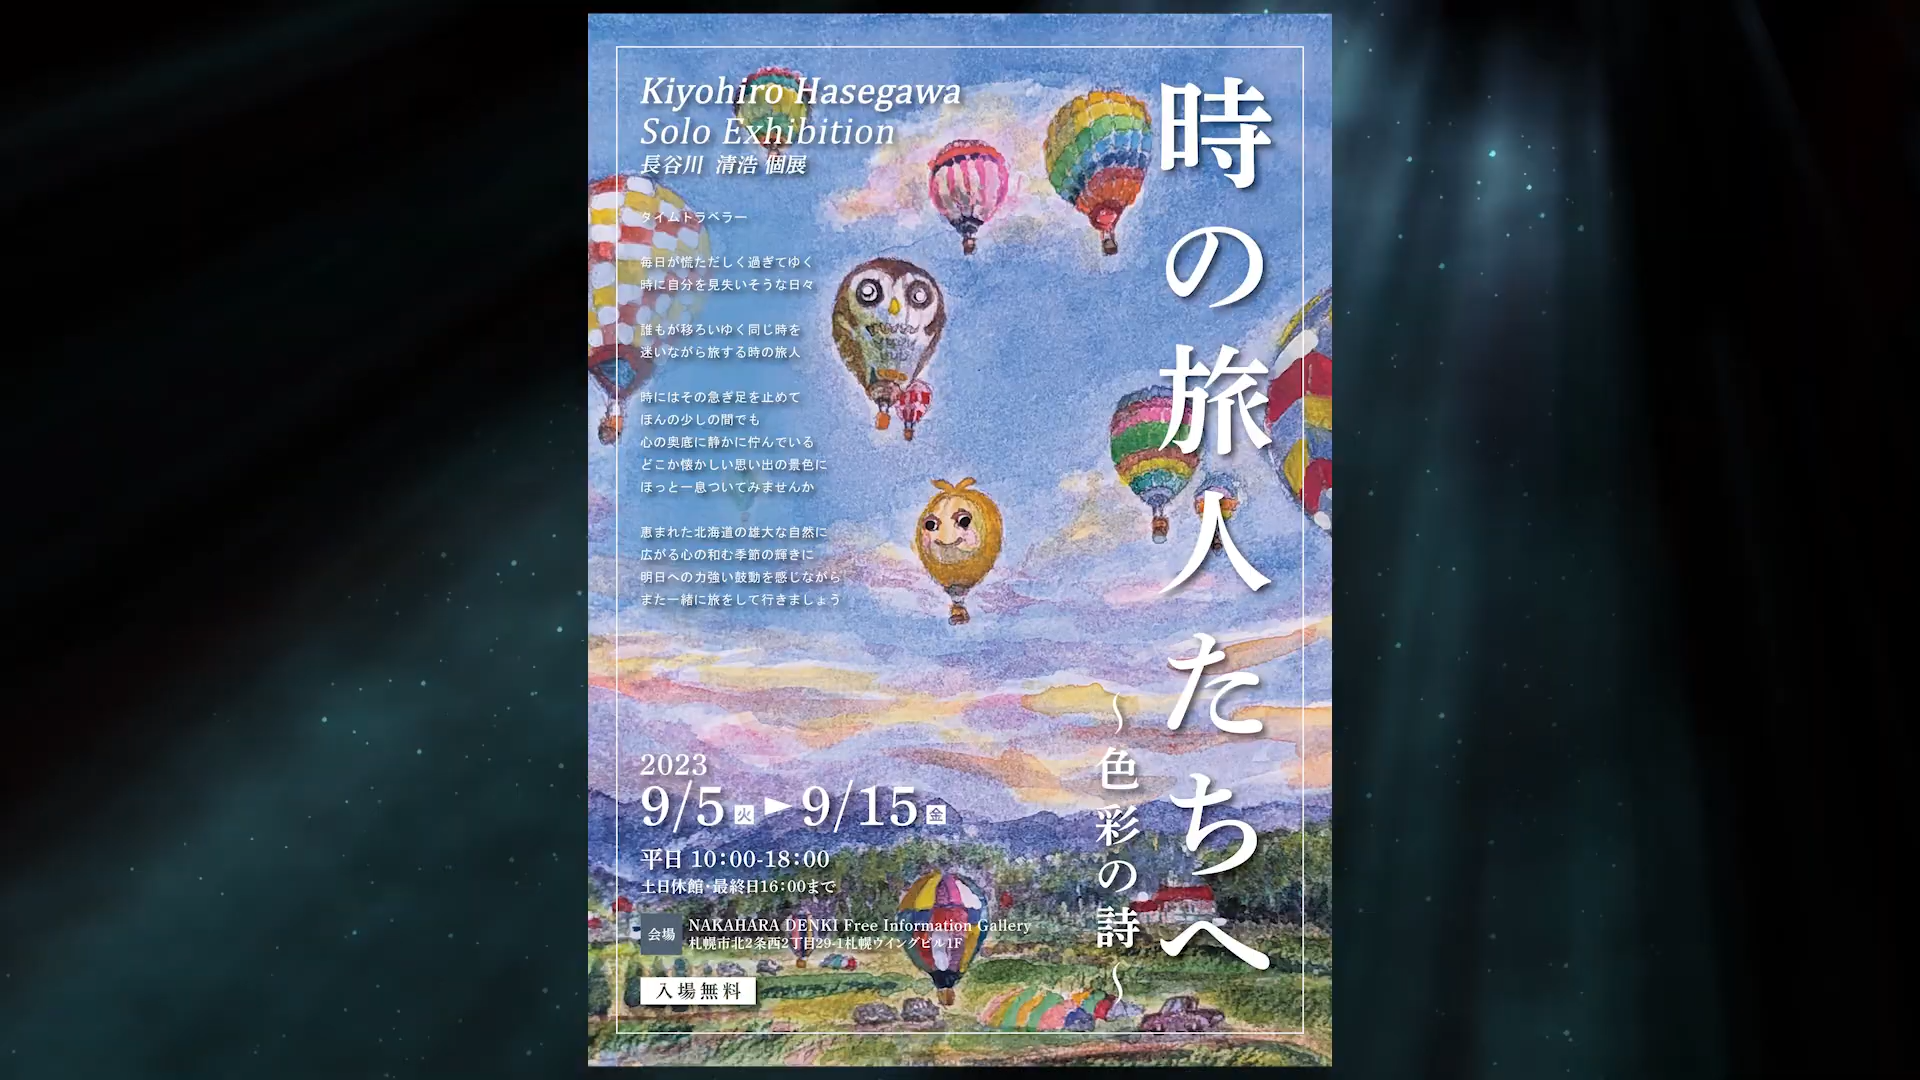 Kiyohiro Hasegawa
Solo Exhibition
長谷川 清浩 個展
時の旅人たちへ
～色彩の詩～
タイムトラベラー
毎日が慌ただしく過ぎてゆく
時に自分を見失いそうな日々
誰もが移ろいゆく同じ時を
迷いながら旅する時の旅人
時にはその急ぎ足を止めて
ほんの少しの間でも
心の奥底に静かに佇んでいる
どこか懐かしい思い出の景色に
ほっと一息ついてみませんか
恵まれた北海道の雄大な自然に
広がる心の和む季節の輝きに
明日への力強い鼓動を感じながら
また一緒に旅をして行きましょう
2023
9/5 火 ▶ 9/15 金
平日 10:00-18:00
土日休館・最終日16:00まで
会場
NAKAHARA DENKI Free Information Gallery
札幌市北2条西2丁目29-1札幌ウイングビル1F
入場無料